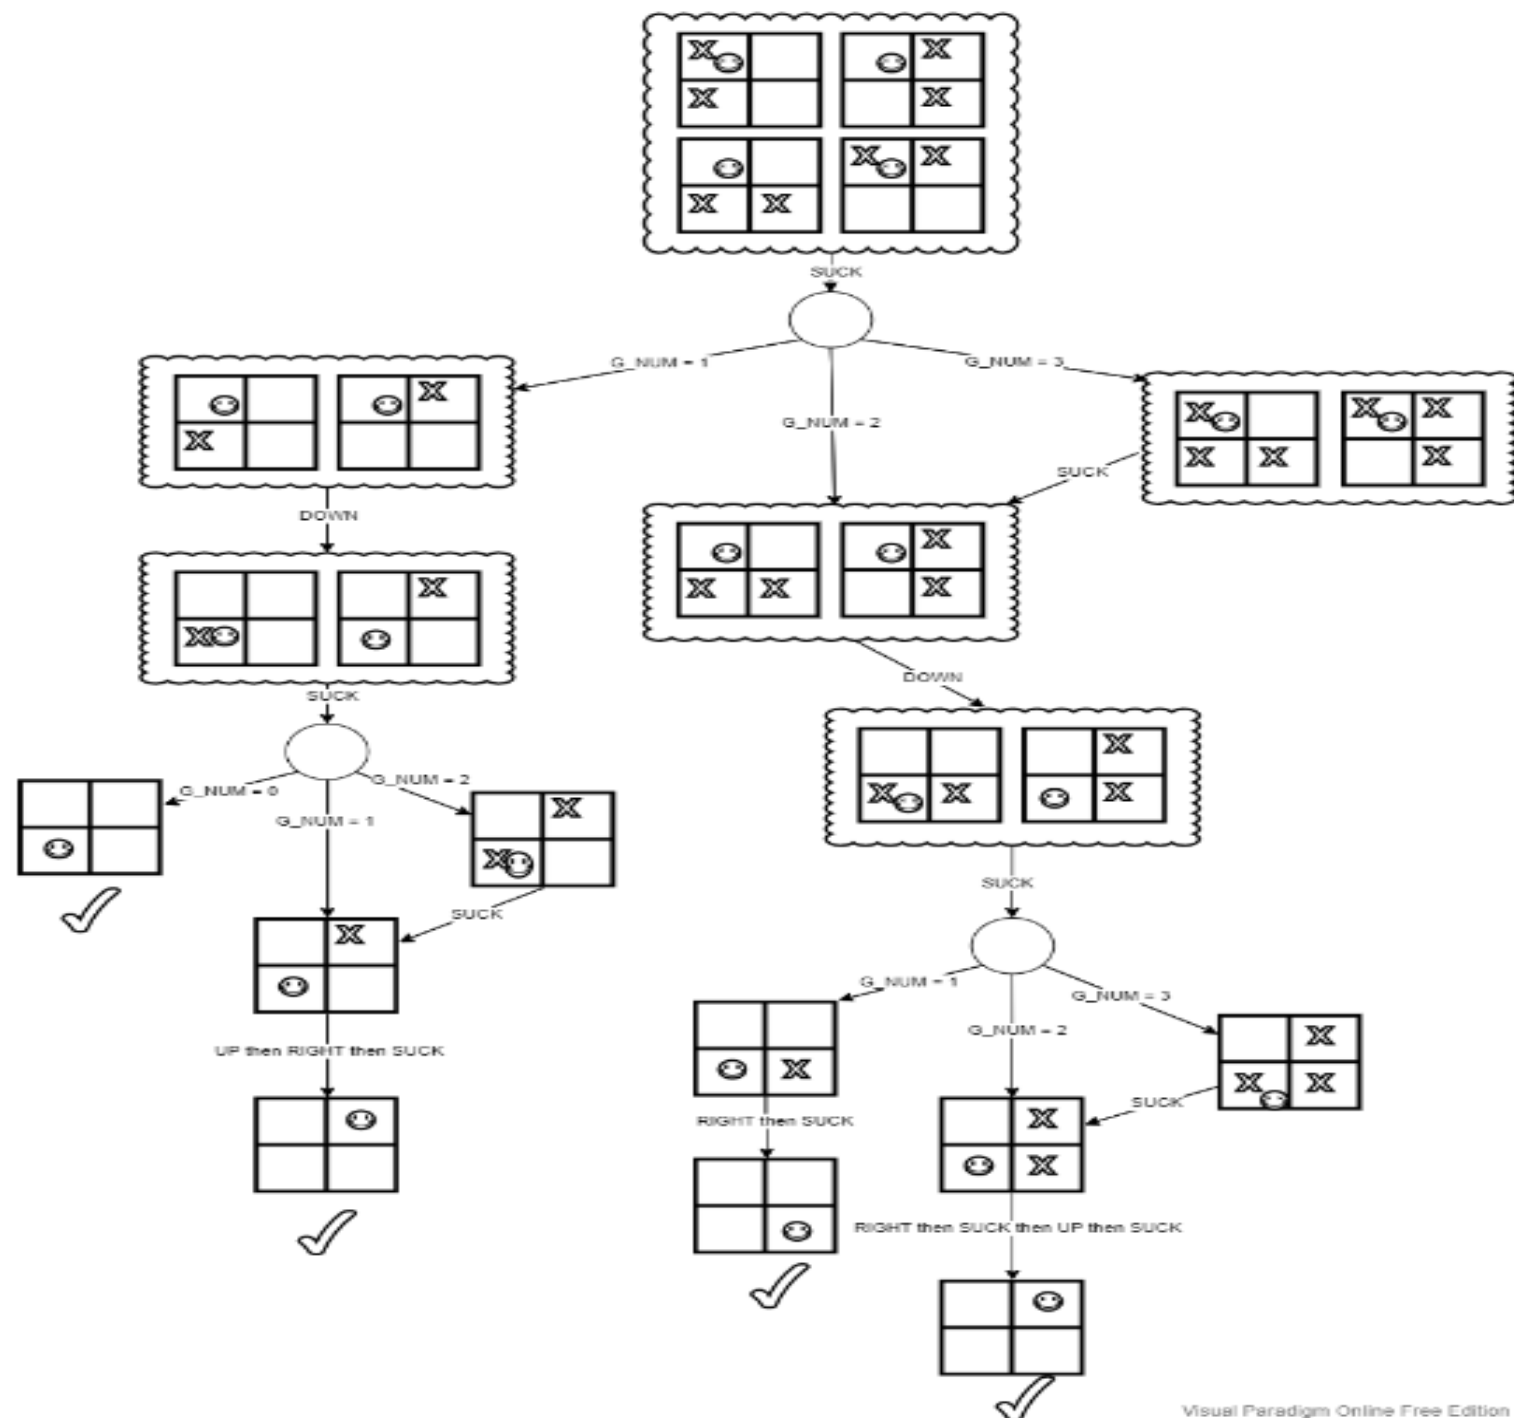 SUCK
G_NUM = 1
G_NUM = 3
G_NUM = 2
SUCK
DOWN
DOWN
SUCK
G_NUM = 0
G_NUM = 2
G_NUM = 1
SUCK
SUCK
G_NUM = 1
G_NUM = 3
G_NUM = 2
UP then RIGHT then SUCK
SUCK
RIGHT then SUCK
RIGHT then SUCK then UP then SUCK
Visual Paradigm Online Free Edition